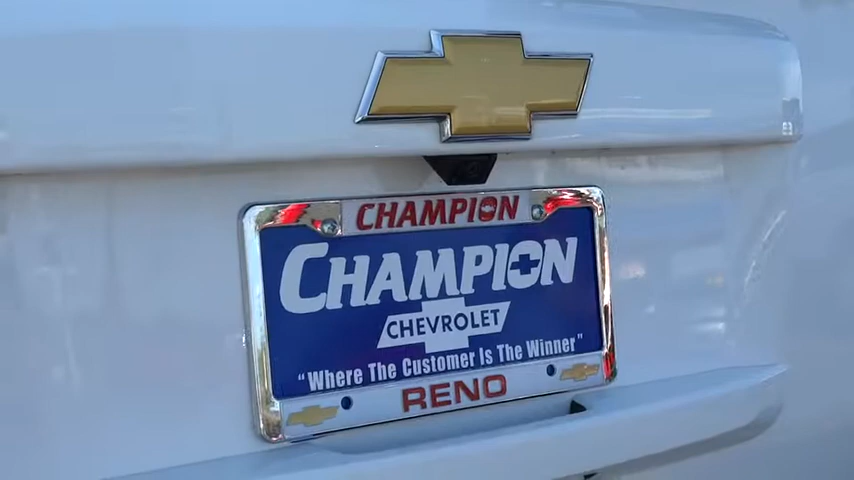 CHAMPION
CHAMPION
CHEVROLET
"Where The Customer Is The Winner"
RENO